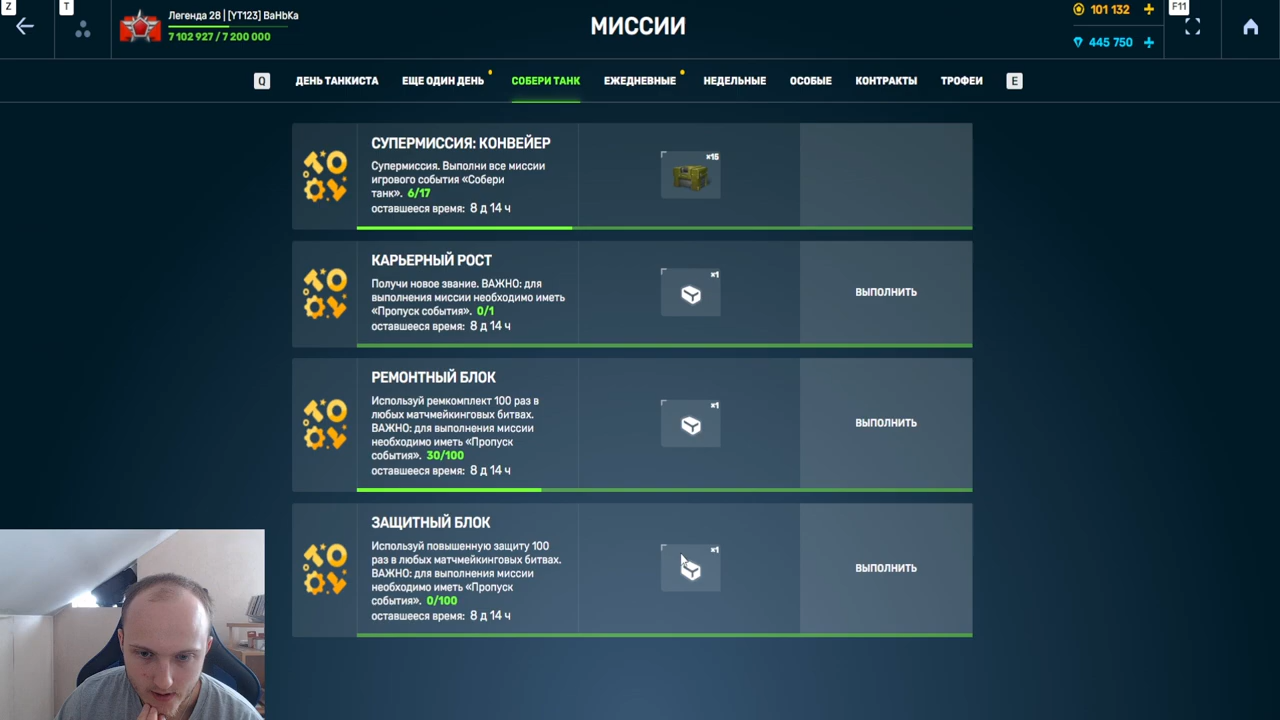 Z
T
Легенда 28 | [YT123] ВаНЬКа
7 102 927 / 7 200 000
МИССИИ
101 132 +
445 750 +
F11
Q ДЕНЬ ТАНКИСТА ЕЩЕ ОДИН ДЕНЬ СОБЕРИ ТАНК ЕЖЕДНЕВНЫЕ НЕДЕЛЬНЫЕ ОСОБЫЕ КОНТРАКТЫ ТРОФЕИ E
СУПЕРМИССИЯ: КОНВЕЙЕР
Супермиссия. Выполни все миссии
игрового события «Собери
танк». 6/17
оставшееся время: 8 д 14 ч
×15
КАРЬЕРНЫЙ РОСТ
Получи новое звание. ВАЖНО: для
выполнения миссии необходимо иметь
«Пропуск события». 0/1
оставшееся время: 8 д 14 ч
×1
ВЫПОЛНИТЬ
РЕМОНТНЫЙ БЛОК
Используй ремкомплект 100 раз в
любых матчмейкинговых битвах.
ВАЖНО: для выполнения миссии
необходимо иметь «Пропуск
события». 30/100
оставшееся время: 8 д 14 ч
×1
ВЫПОЛНИТЬ
ЗАЩИТНЫЙ БЛОК
Используй повышенную защиту 100
раз в любых матчмейкинговых битвах.
ВАЖНО: для выполнения миссии
необходимо иметь «Пропуск
события». 0/100
оставшееся время: 8 д 14 ч
×1
ВЫПОЛНИТЬ